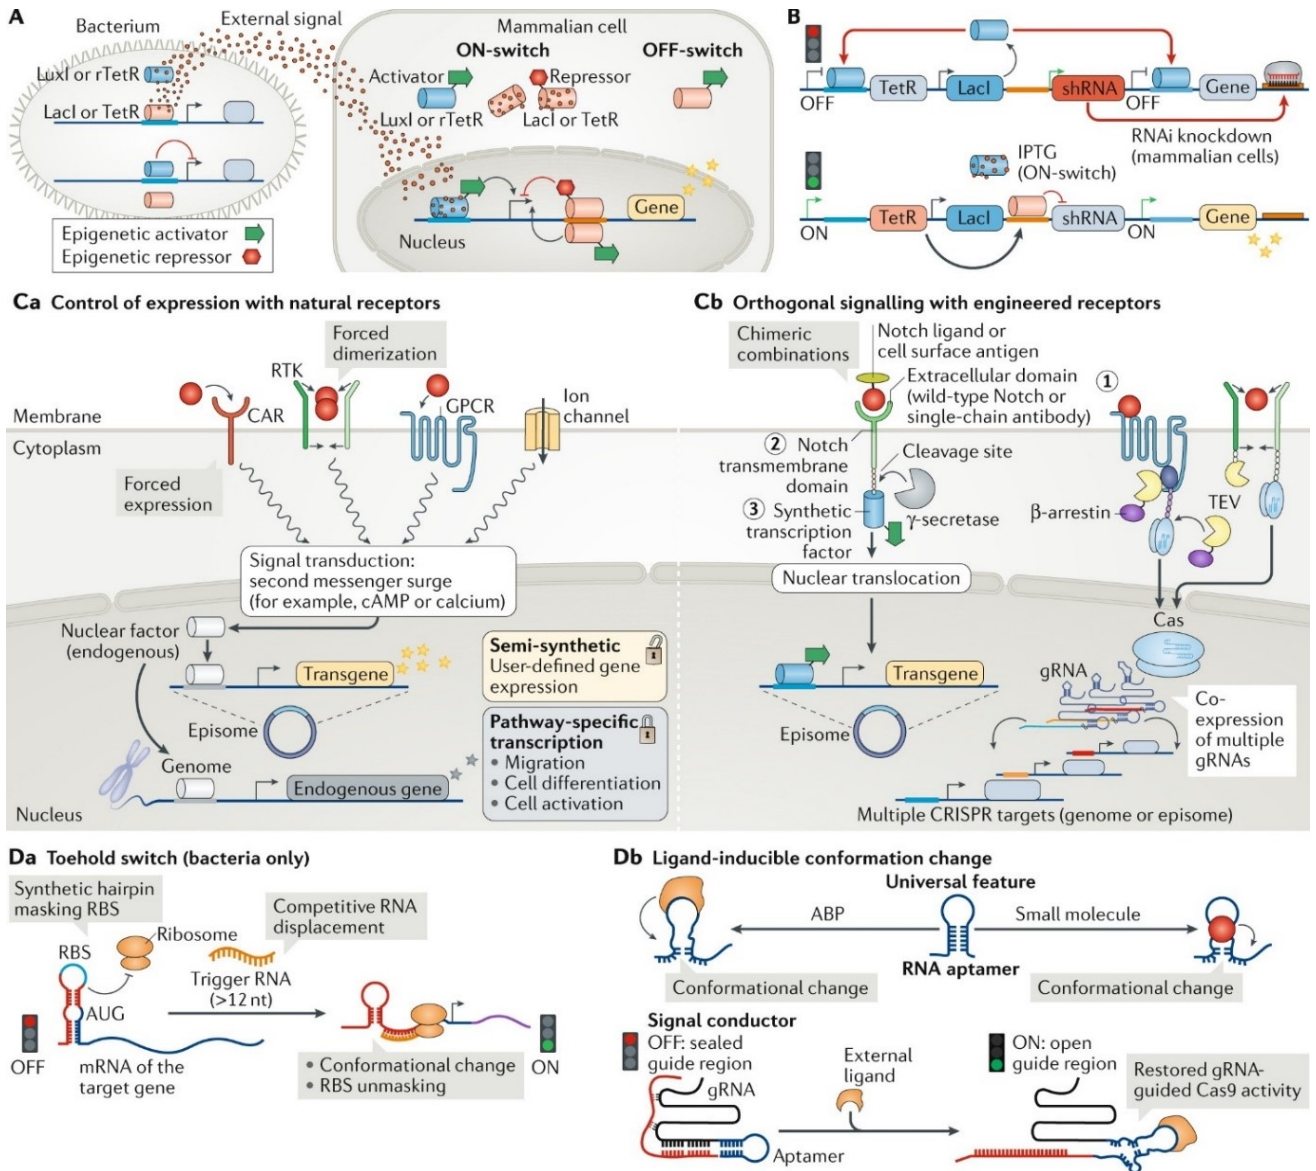 A
Bacterium
External signal
LuxI or rTetR
LacI or TetR
Epigenetic activator
Epigenetic repressor
Mammalian cell
ON-switch
OFF-switch
Activator
Repressor
LuxI or rTetR
LacI or TetR
Gene
Nucleus
B
OFF
TetR
LacI
shRNA
OFF
Gene
RNAi knockdown
(mammalian cells)
IPTG
(ON-switch)
ON
TetR
LacI
shRNA
ON
Gene
Ca Control of expression with natural receptors
Forced
dimerization
RTK
CAR
GPCR
Ion
channel
Membrane
Cytoplasm
Forced
expression
Signal transduction:
second messenger surge
(for example, cAMP or calcium)
Nuclear factor
(endogenous)
Transgene
Episome
Semi-synthetic
User-defined gene
expression
Pathway-specific
transcription
• Migration
• Cell differentiation
• Cell activation
Genome
Endogenous gene
Nucleus
Cb Orthogonal signalling with engineered receptors
Chimeric
combinations
Notch ligand or
cell surface antigen
Extracellular domain
(wild-type Notch or
single-chain antibody)
1
2 Notch
transmembrane
domain
Cleavage site
3 Synthetic
transcription
factor
γ-secretase
β-arrestin
TEV
Nuclear translocation
Cas
gRNA
Transgene
Episome
Co-
expression
of multiple
gRNAs
Multiple CRISPR targets (genome or episome)
Da Toehold switch (bacteria only)
Synthetic hairpin
masking RBS
Ribosome
RBS
AUG
OFF
mRNA of the
target gene
Competitive RNA
displacement
Trigger RNA
(>12 nt)
• Conformational change
• RBS unmasking
ON
Db Ligand-inducible conformation change
Universal feature
ABP
Small molecule
RNA aptamer
Conformational change
Conformational change
Signal conductor
OFF: sealed
guide region
gRNA
Aptamer
External
ligand
ON: open
guide region
Restored gRNA-
guided Cas9 activity